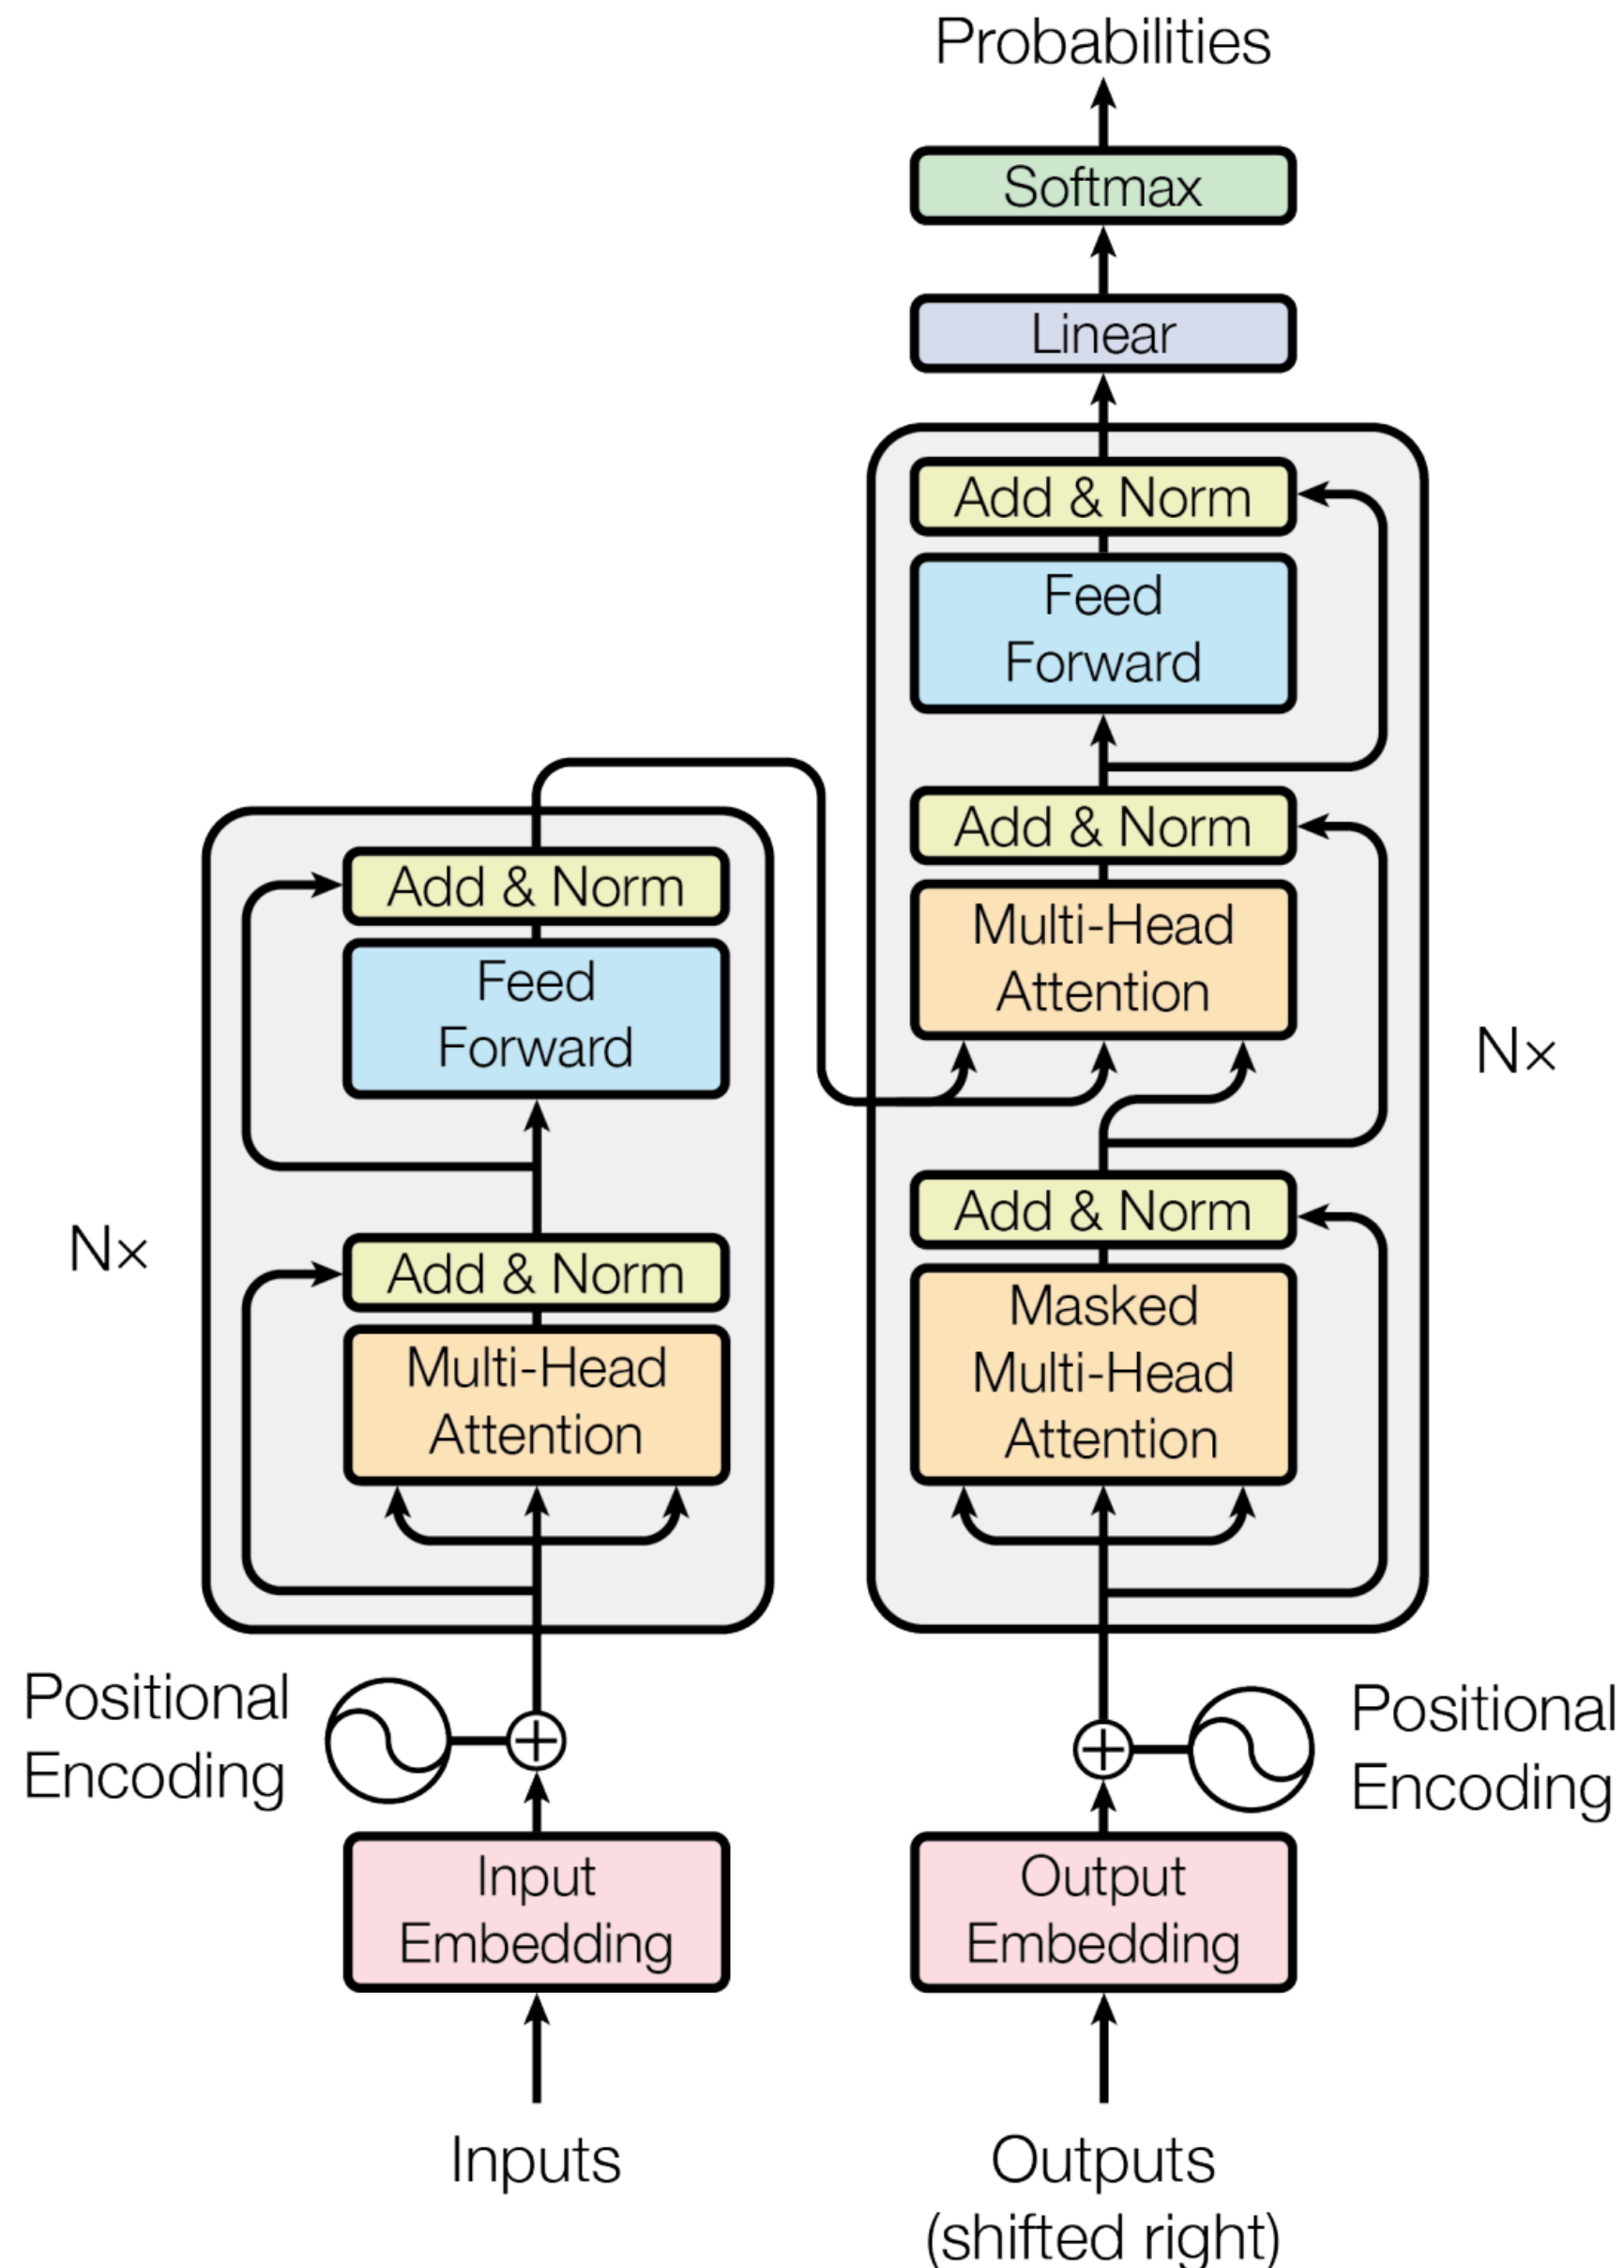 Probabilities
Softmax
Linear
Add & Norm
Feed
Forward
Add & Norm
Multi-Head
Attention
Add & Norm
Masked
Multi-Head
Attention
Nx
Add & Norm
Feed
Forward
Add & Norm
Multi-Head
Attention
Nx
Positional
Encoding
Positional
Encoding
Input
Embedding
Output
Embedding
Inputs
Outputs
(shifted right)